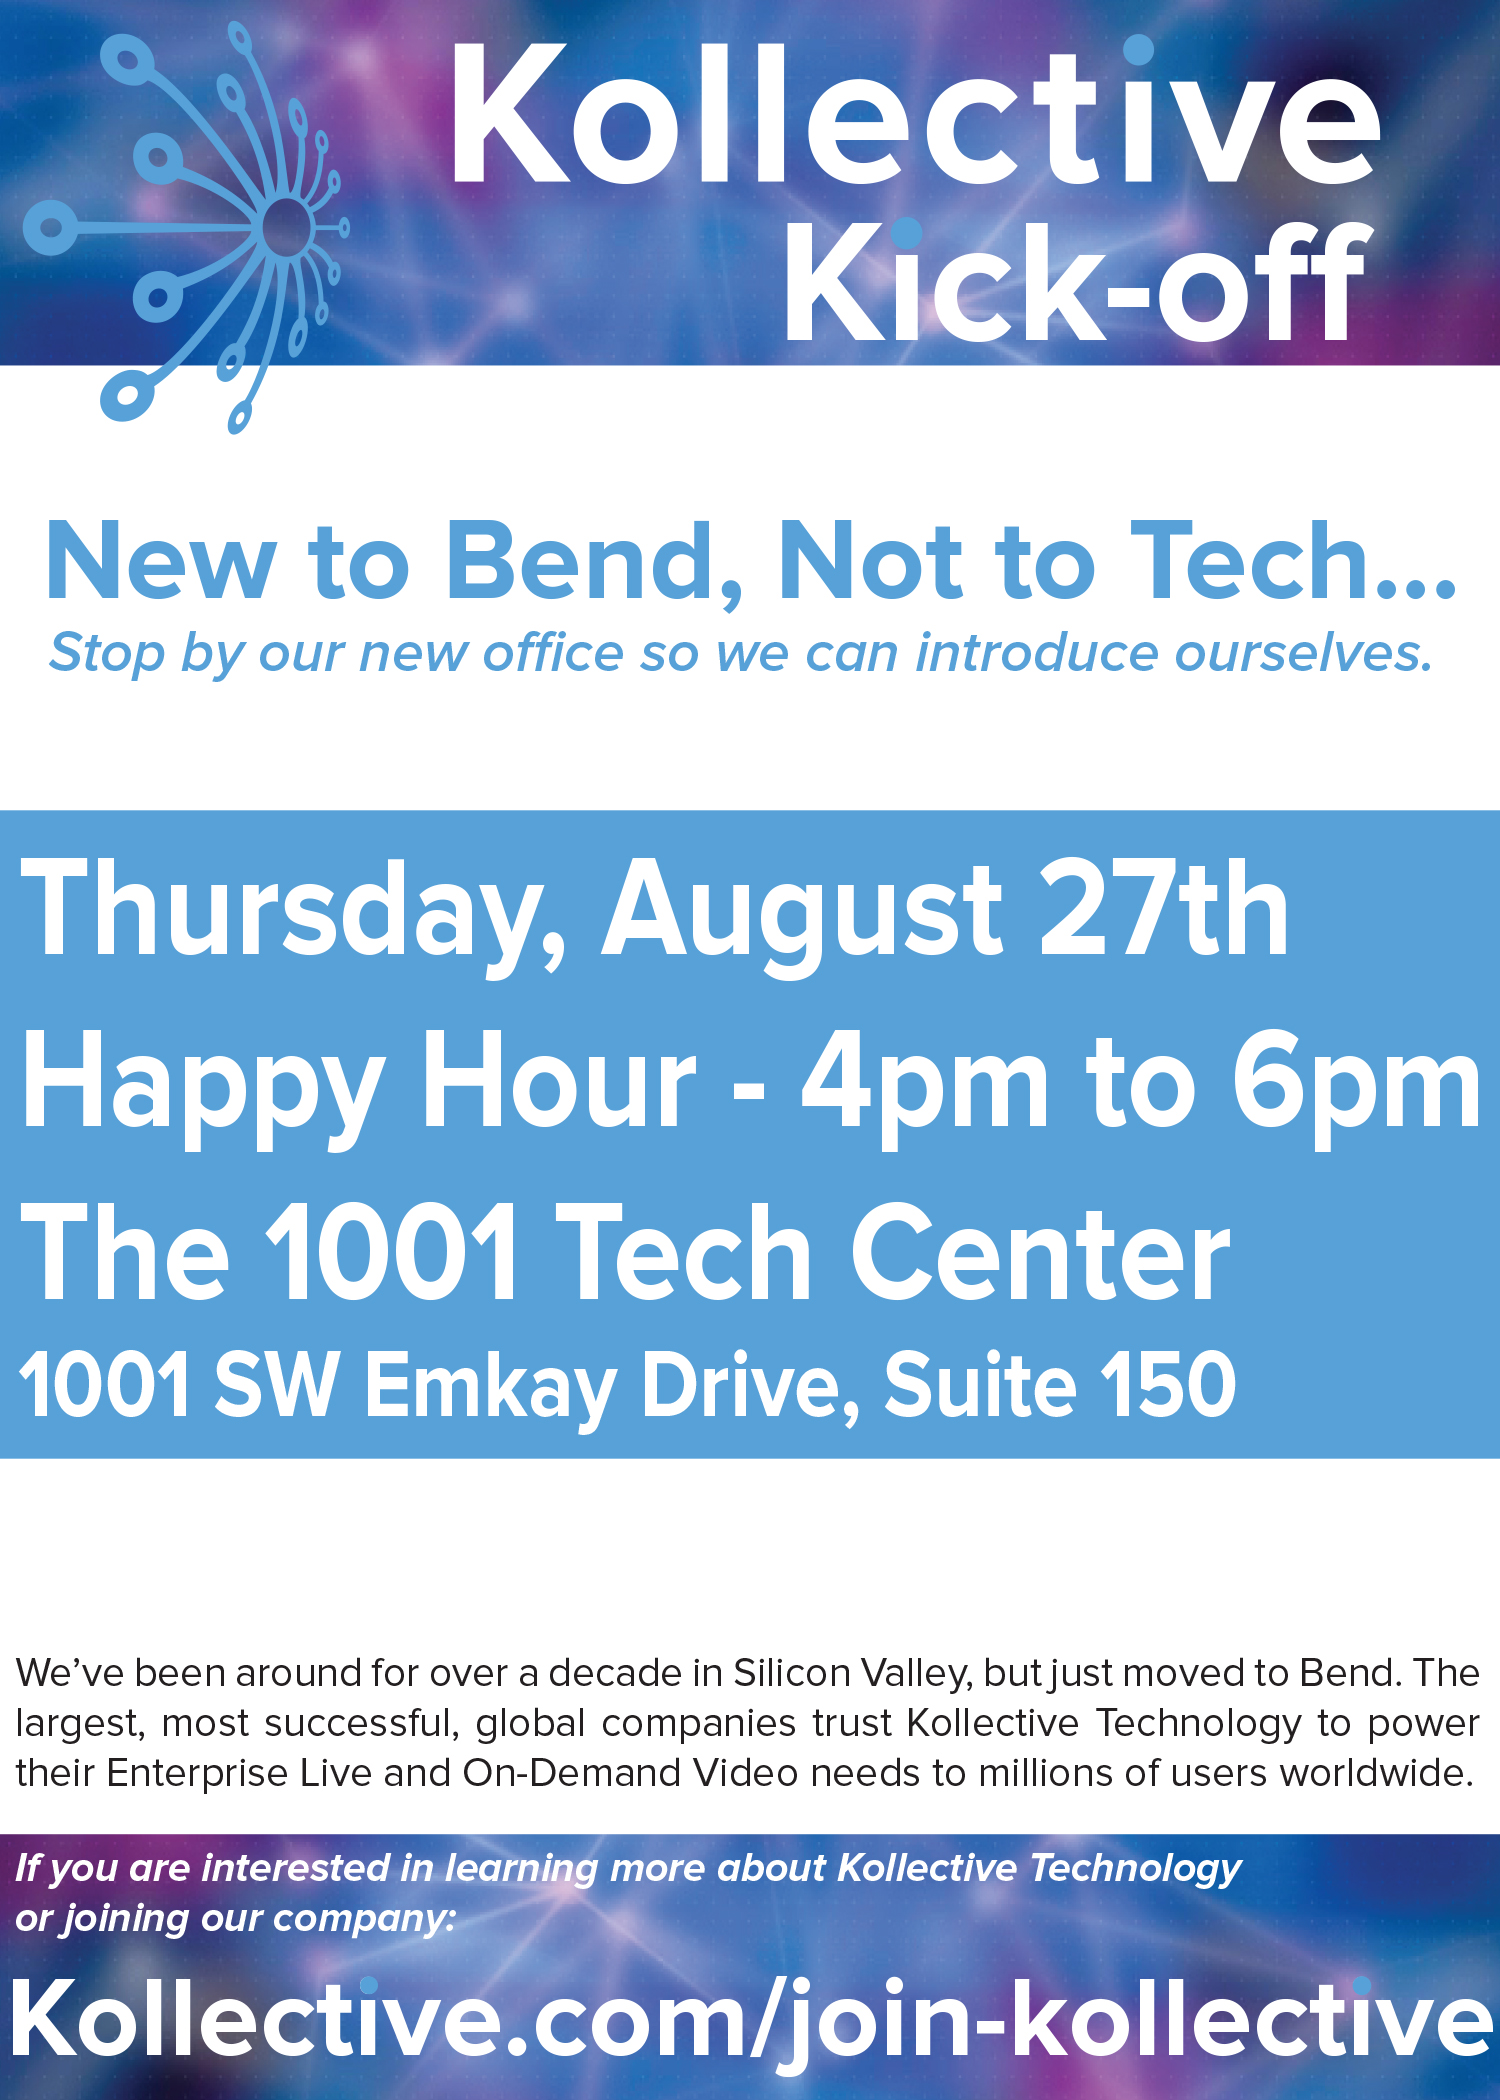 Kollective
Kick-off
New to Bend, Not to Tech...
Stop by our new office so we can introduce ourselves.
Thursday, August 27th
Happy Hour - 4pm to 6pm
The 1001 Tech Center
1001 SW Emkay Drive, Suite 150
We’ve been around for over a decade in Silicon Valley, but just moved to Bend. The
largest, most successful, global companies trust Kollective Technology to power
their Enterprise Live and On-Demand Video needs to millions of users worldwide.
If you are interested in learning more about Kollective Technology
or joining our company:
Kollective.com/join-kollective